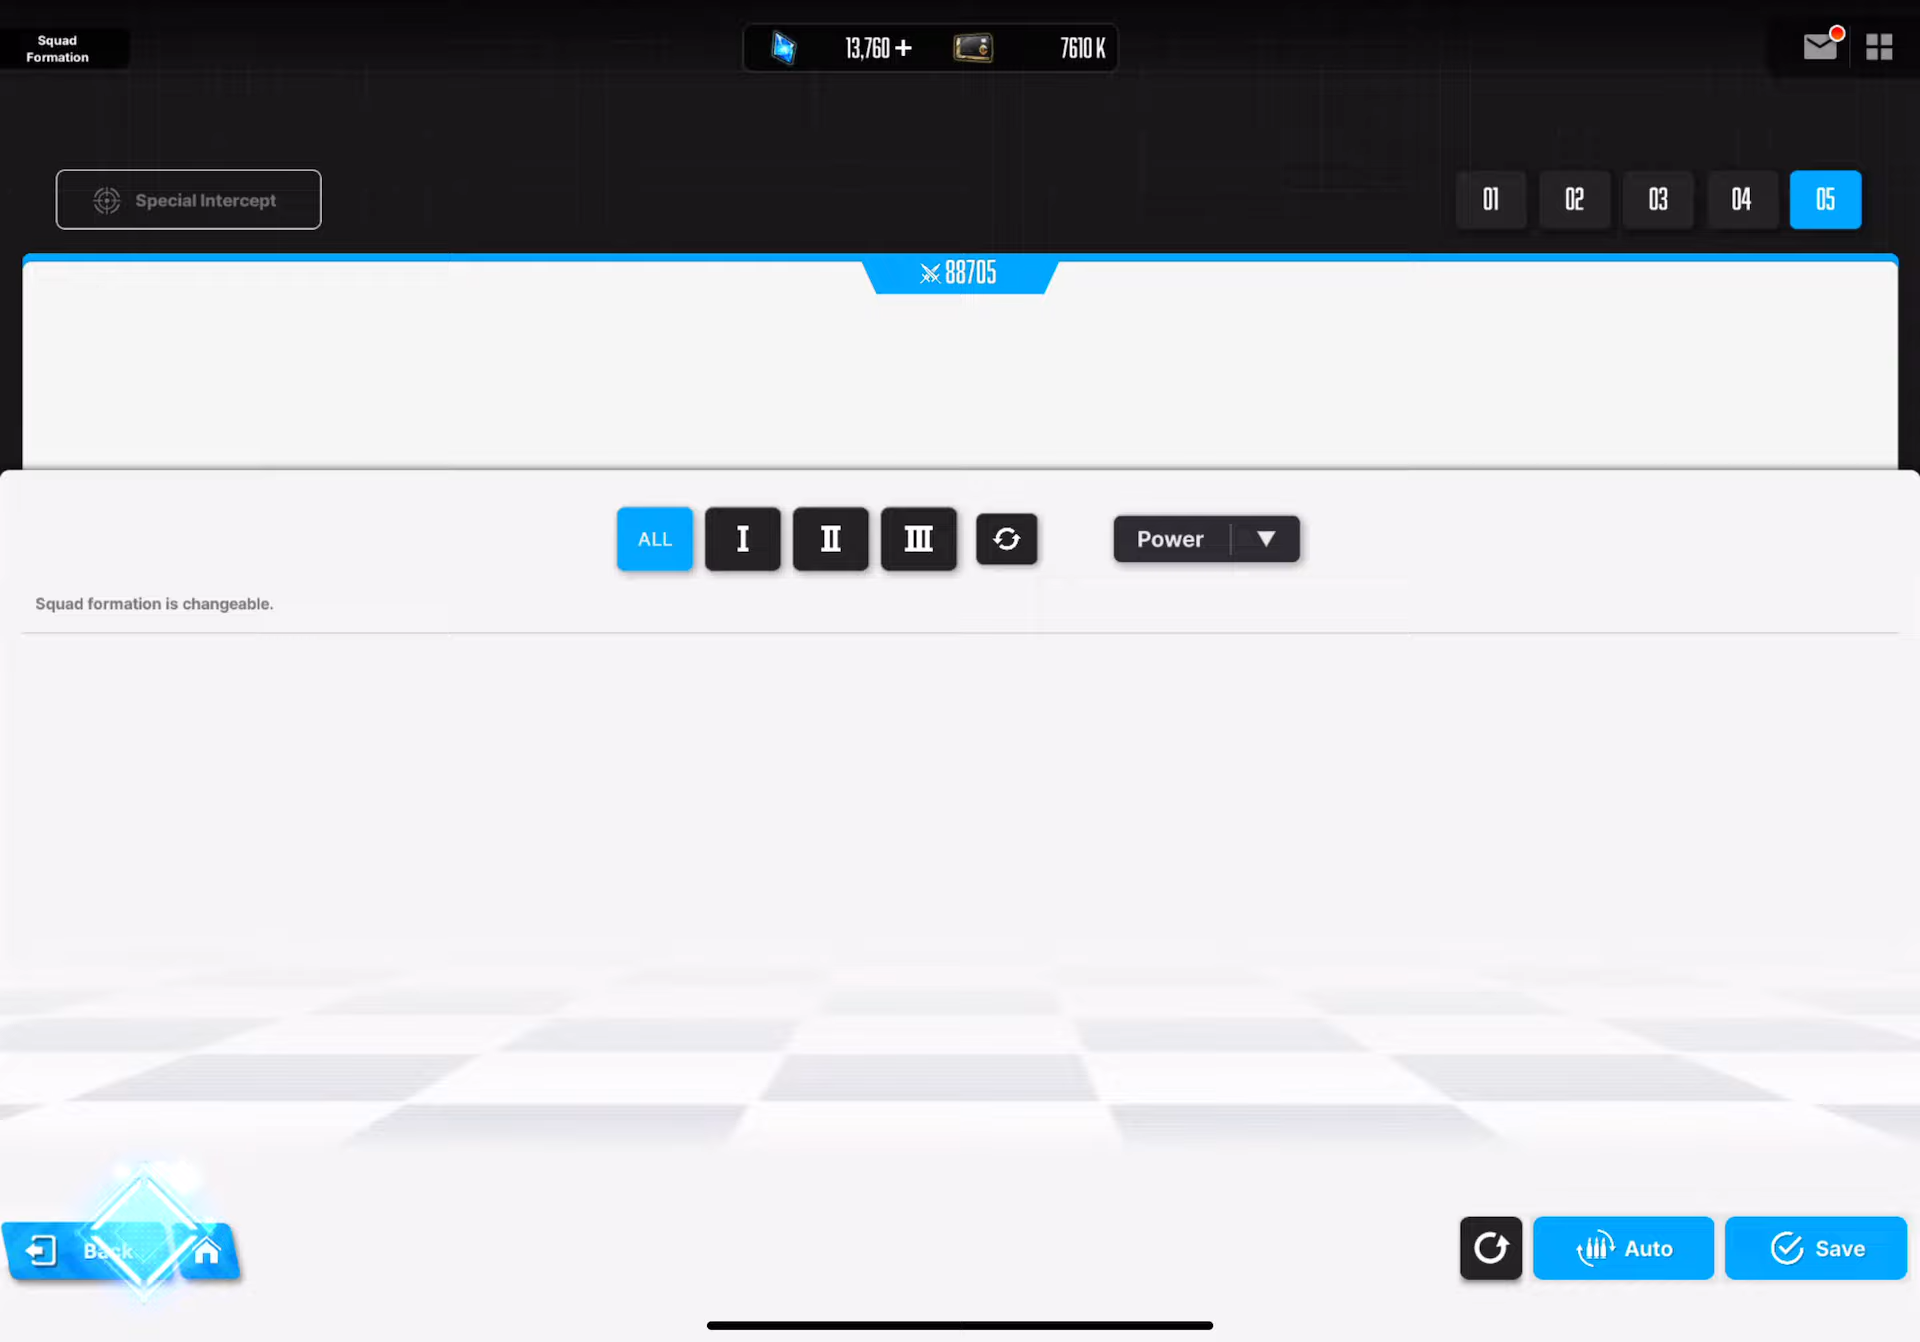 Squad
Formation
13,760 +
7610 K
Special Intercept
01
02
03
04
05
88705
ALL
I
II
III
Power
Squad formation is changeable.
Back
Auto
Save